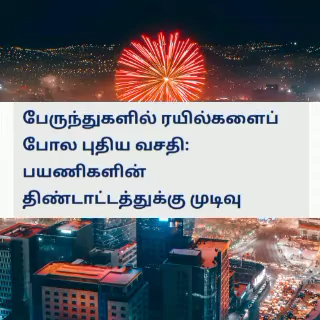 பேருந்துகளில் ரயில்களைப்
போல புதிய வசதி:
பயணிகளின்
திண்டாட்டத்துக்கு முடிவு